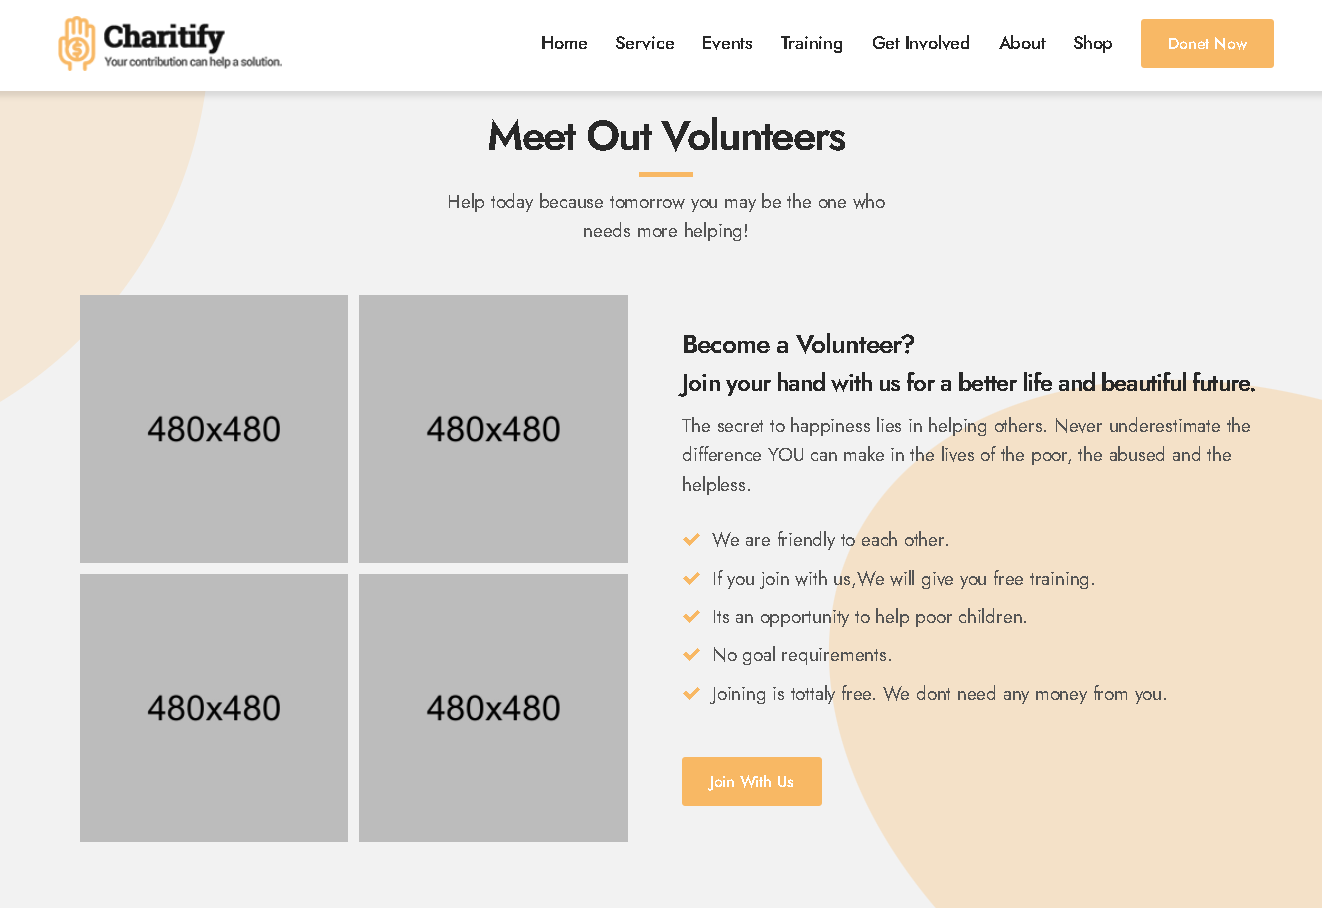 Charitify
Your contribution can help a solution.
Home Service Events Training Get Involved About Shop Donet Now
Meet Out Volunteers
Help today because tomorrow you may be the one who
needs more helping!
480x480 480x480
480x480 480x480
Become a Volunteer?
Join your hand with us for a better life and beautiful future.
The secret to happiness lies in helping others. Never underestimate the
difference YOU can make in the lives of the poor, the abused and the
helpless.
We are friendly to each other.
If you join with us,We will give you free training.
Its an opportunity to help poor children.
No goal requirements.
Joining is tottaly free. We dont need any money from you.
Join With Us